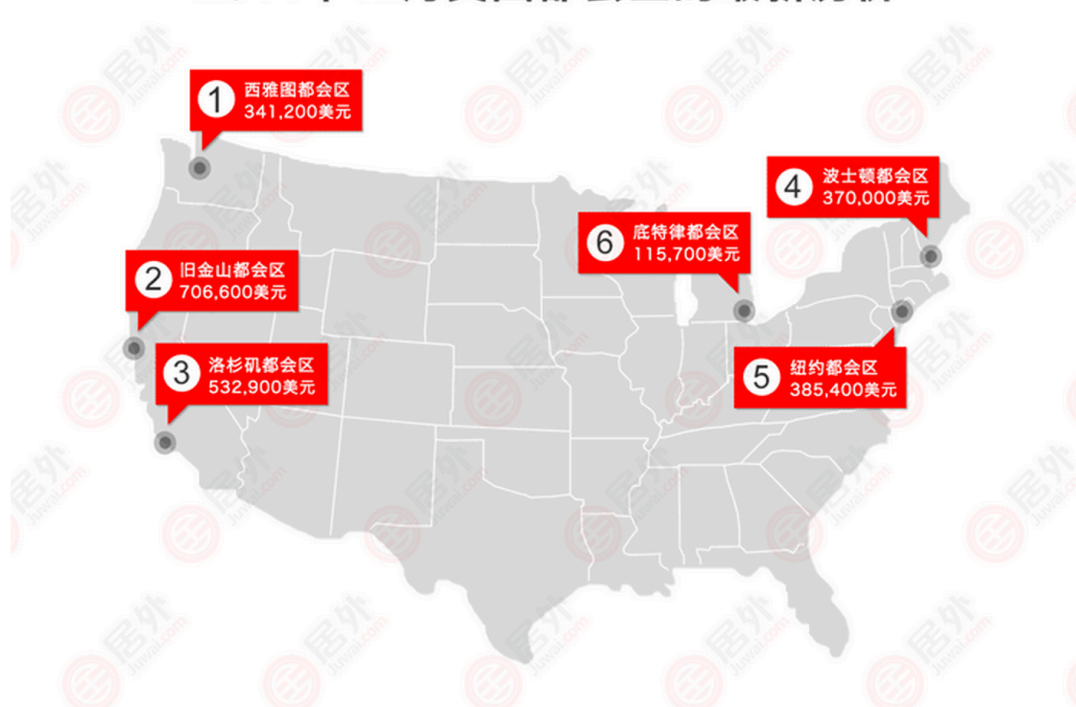 1
西雅图都会区
341,200美元
4
波士顿都会区
370,000美元
6
底特律都会区
115,700美元
2
旧金山都会区
706,600美元
5
纽约都会区
385,400美元
3
洛杉矶都会区
532,900美元
居外
Juwai.com